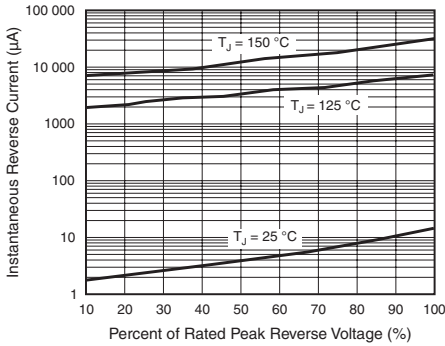 Instantaneous Reverse Current (µA)
100 000
10 000
1000
100
10
1
T_J = 150 °C
T_J = 125 °C
T_J = 25 °C
10 20 30 40 50 60 70 80 90 100
Percent of Rated Peak Reverse Voltage (%)